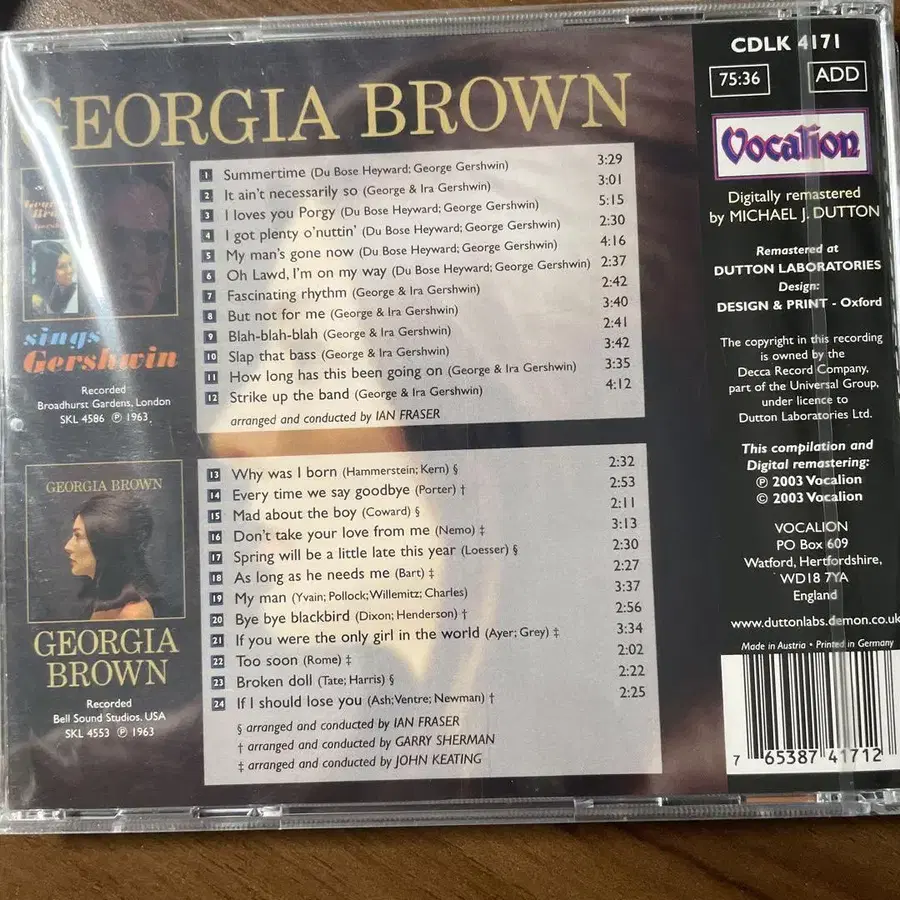 GEORGIA BROWN
sings
Gershwin
Recorded
Broadhurst Gardens, London
SKL 4586 ℗ 1963
1 Summertime (Du Bose Heyward; George Gershwin) 3:29
2 It ain't necessarily so (George & Ira Gershwin) 3:01
3 I loves you Porgy (Du Bose Heyward; George Gershwin) 5:15
4 I got plenty o'nuttin' (Du Bose Heyward; George Gershwin) 2:30
5 My man's gone now (Du Bose Heyward; George Gershwin) 4:16
6 Oh Lawd, I'm on my way (Du Bose Heyward; George Gershwin) 2:37
7 Fascinating rhythm (George & Ira Gershwin) 2:42
8 But not for me (George & Ira Gershwin) 3:40
9 Blah-blah-blah (George & Ira Gershwin) 2:41
10 Slap that bass (George & Ira Gershwin) 3:42
11 How long has this been going on (George & Ira Gershwin) 3:35
12 Strike up the band (George & Ira Gershwin) 4:12
arranged and conducted by IAN FRASER
GEORGIA BROWN
GEORGIA
BROWN
Recorded
Bell Sound Studios, USA
SKL 4553 ℗ 1963
13 Why was I born (Hammerstein; Kern) § 2:32
14 Every time we say goodbye (Porter) † 2:53
15 Mad about the boy (Coward) § 2:11
16 Don't take your love from me (Nemo) ‡ 3:13
17 Spring will be a little late this year (Loesser) § 2:30
18 As long as he needs me (Bart) ‡ 2:27
19 My man (Yvain; Pollock; Willemitz; Charles) 3:37
20 Bye bye blackbird (Dixon; Henderson) † 2:56
21 If you were the only girl in the world (Ayer; Grey) ‡ 3:34
22 Too soon (Rome) ‡ 2:02
23 Broken doll (Tate; Harris) § 2:22
24 If I should lose you (Ash; Ventre; Newman) † 2:25
§ arranged and conducted by IAN FRASER
† arranged and conducted by GARRY SHERMAN
‡ arranged and conducted by JOHN KEATING
CDLK 4171
75:36 ADD
Vocalion
Digitally remastered
by MICHAEL J. DUTTON
Remastered at
DUTTON LABORATORIES
Design:
DESIGN & PRINT - Oxford
The copyright in this recording
is owned by the
Decca Record Company,
part of the Universal Group,
under licence to
Dutton Laboratories Ltd.
This compilation and
Digital remastering:
℗ 2003 Vocalion
© 2003 Vocalion
VOCALION
PO Box 609
Watford, Hertfordshire,
WD18 7YA
England
www.duttonlabs.demon.co.uk
Made in Austria • Printed in Germany
7 65387 41712